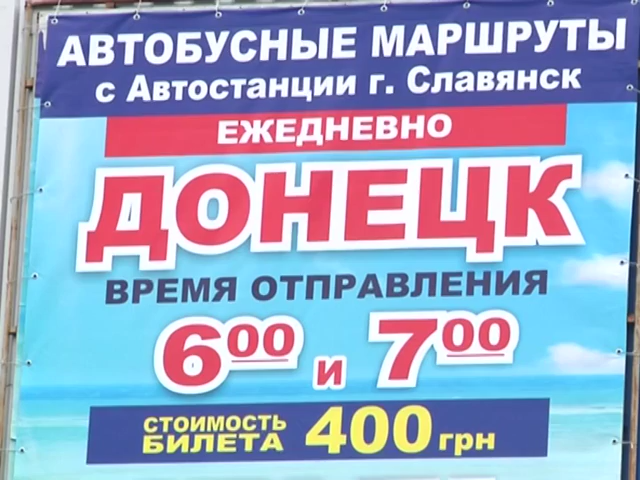 АВТОБУСНЫЕ МАРШРУТЫ
с Автостанции г. Славянск
ЕЖЕДНЕВНО
ДОНЕЦК
ВРЕМЯ ОТПРАВЛЕНИЯ
6⁰⁰ и 7⁰⁰
СТОИМОСТЬ
БИЛЕТА 400 грн